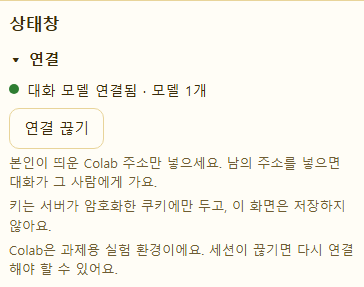 상태창
▼ 연결
대화 모델 연결됨 · 모델 1개
연결 끊기
본인이 띄운 Colab 주소만 넣으세요. 남의 주소를 넣으면
대화가 그 사람에게 가요.
키는 서버가 암호화한 쿠키에만 두고, 이 화면은 저장하지
않아요.
Colab은 과제용 실험 환경이에요. 세션이 끊기면 다시 연결
해야 할 수 있어요.